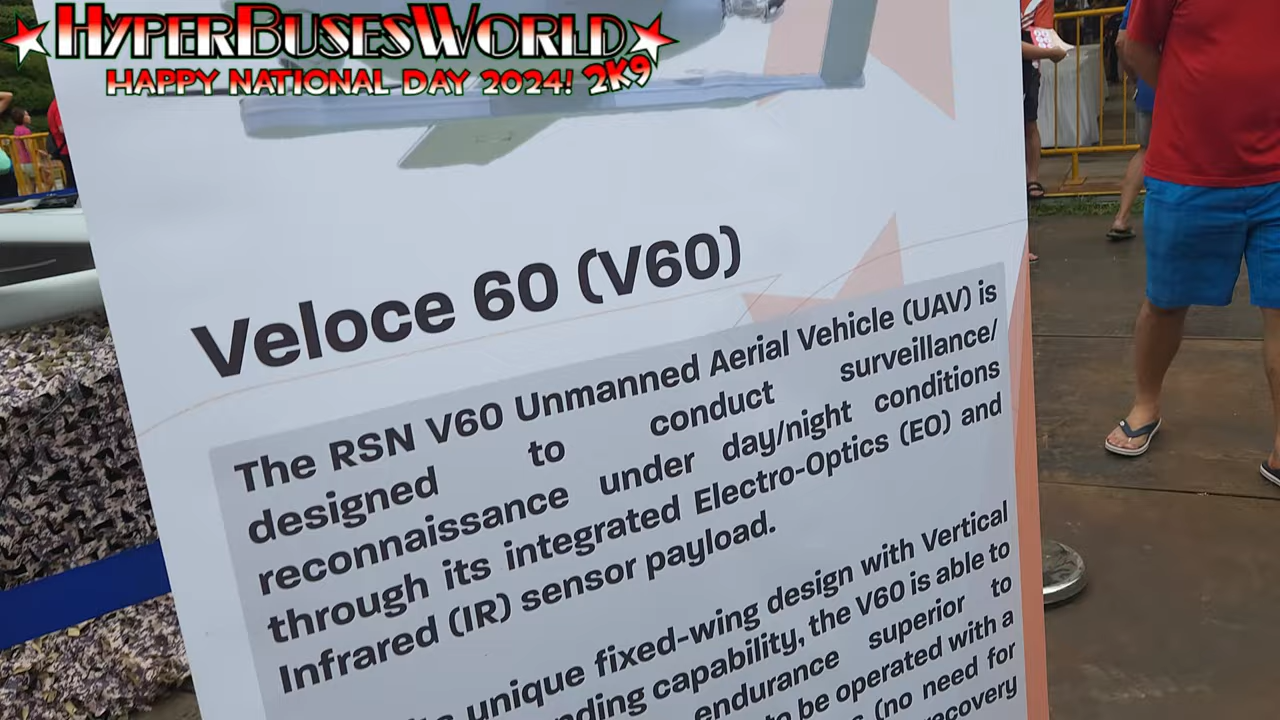 HYPERBUSESWORLD
HAPPY NATIONAL DAY 2024! 2K9
Veloce 60 (V60)
The RSN V60 Unmanned Aerial Vehicle (UAV) is
designed to conduct surveillance/
reconnaissance under day/night conditions
through its integrated Electro-Optics (EO) and
Infrared (IR) sensor payload.
unique fixed-wing design with Vertical
capability, the V60 is able to
endurance superior to
be operated with a
(no need for
recovery